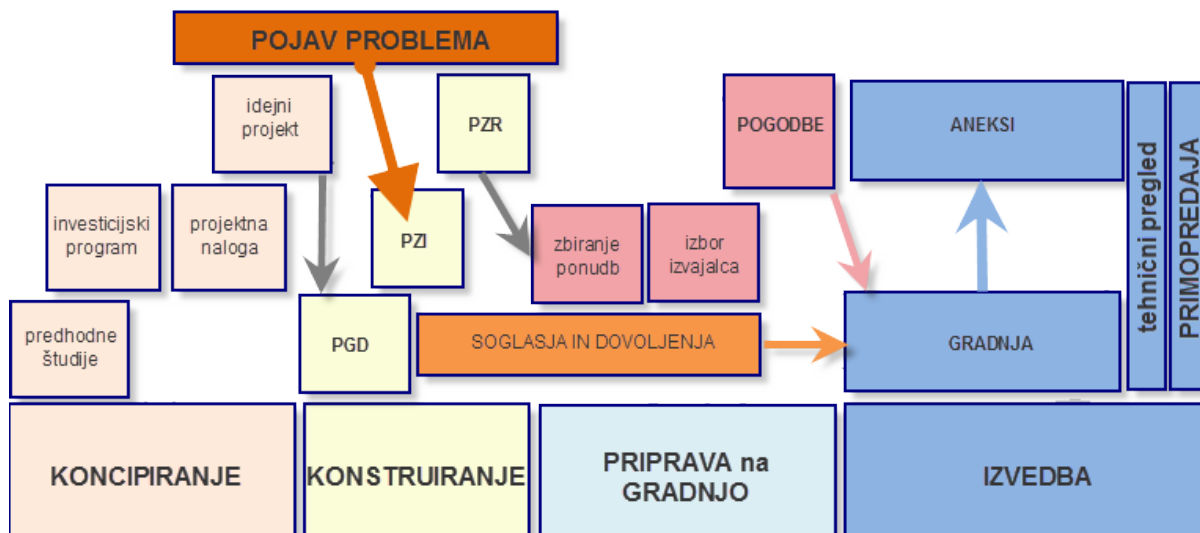 POJAV PROBLEMA
idejni
projekt
PZR
POGODBE
ANEKSI
tehnični pregled
PRIMOPREDAJA
investicijski
program
projektna
naloga
PZI
zbiranje
ponudb
izbor
izvajalca
predhodne
študije
PGD
SOGLASJA IN DOVOLJENJA
GRADNJA
KONCIPIRANJE
KONSTRUIRANJE
PRIPRAVA na
GRADNJO
IZVEDBA